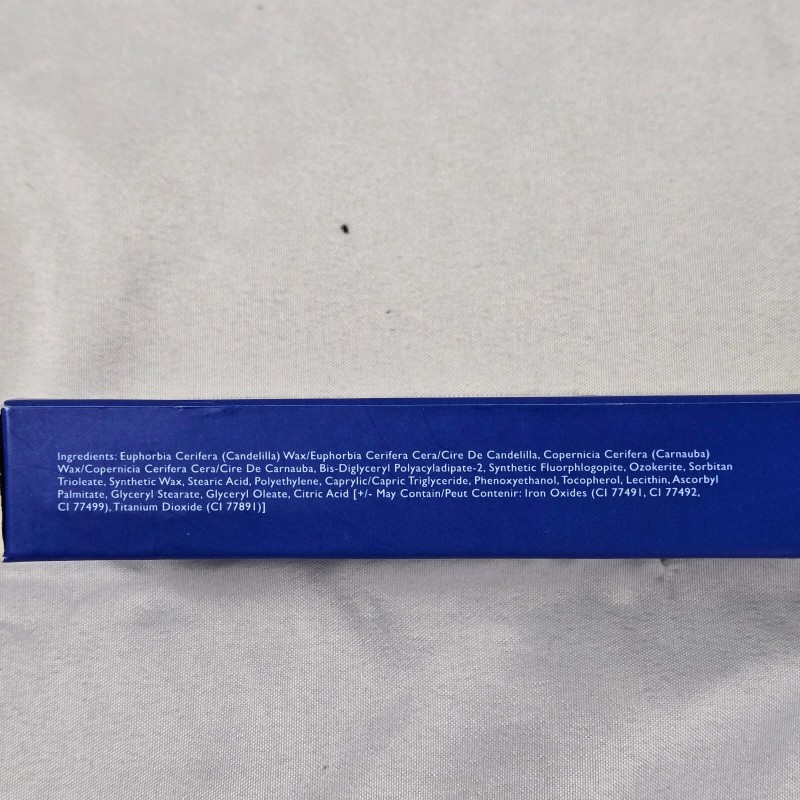 Ingredients: Euphorbia Cerifera (Candelilla) Wax/Euphorbia Cerifera Cera/Cire De Candelilla, Copernicia Cerifera (Carnauba)
Wax/Copernicia Cerifera Cera/Cire De Carnauba, Bis-Diglyceryl Polyacyladipate-2, Synthetic Fluorphlogopite, Ozokerite, Sorbitan
Trioleate, Synthetic Wax, Stearic Acid, Polyethylene, Caprylic/Capric Triglyceride, Phenoxyethanol, Tocopherol, Lecithin, Ascorbyl
Palmitate, Glyceryl Stearate, Glyceryl Oleate, Citric Acid [+/- May Contain/Peut Contenir: Iron Oxides (CI 77491, CI 77492,
CI 77499), Titanium Dioxide (CI 77891)]